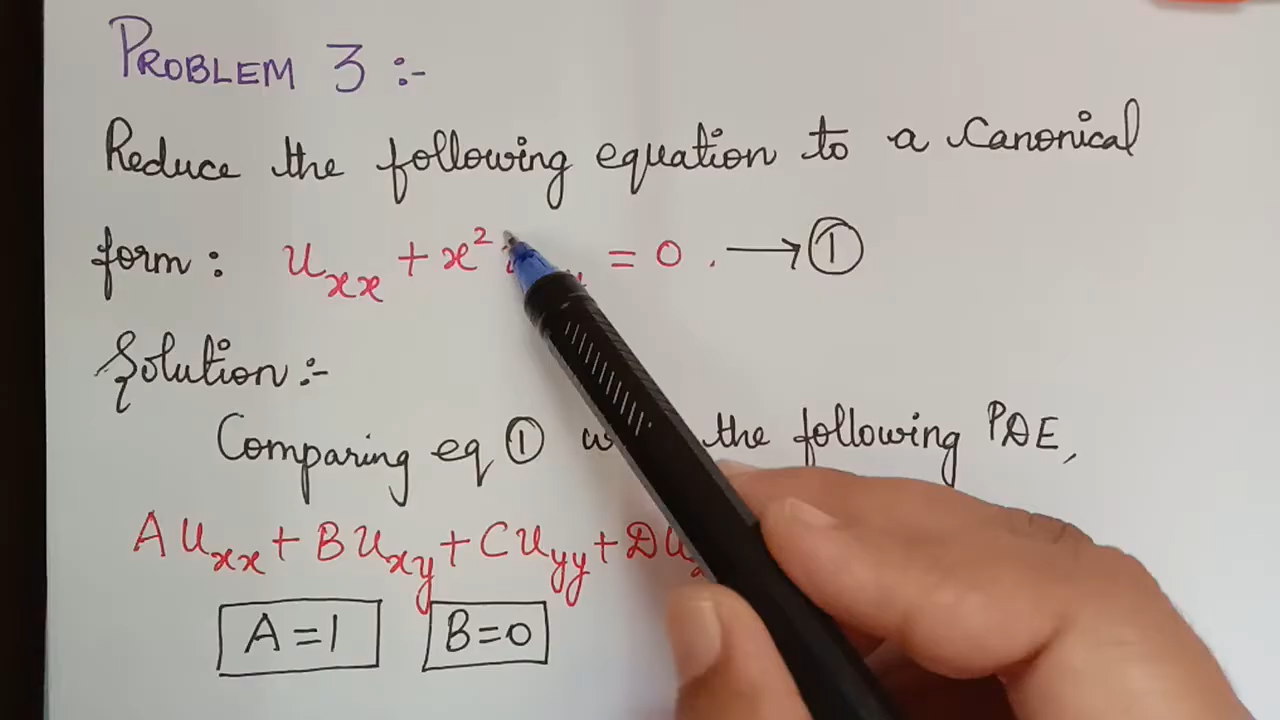 PROBLEM 3 :-
Reduce the following equation to a canonical
form : u_xx + x² = 0 . → ①
Solution :-
Comparing eq ① the following PDE,
A u_xx + B u_xy + C u_yy + D u
A = 1 B = 0